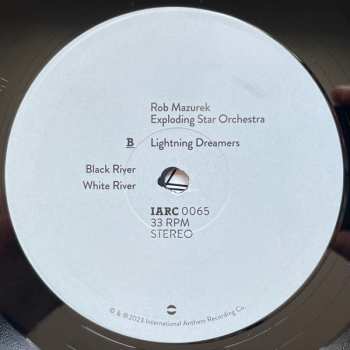 Rob Mazurek
Exploding Star Orchestra
B Lightning Dreamers
Black River
White River
IARC 0065
33 RPM
STEREO
© & ℗ 2023 International Anthem Recording Co.